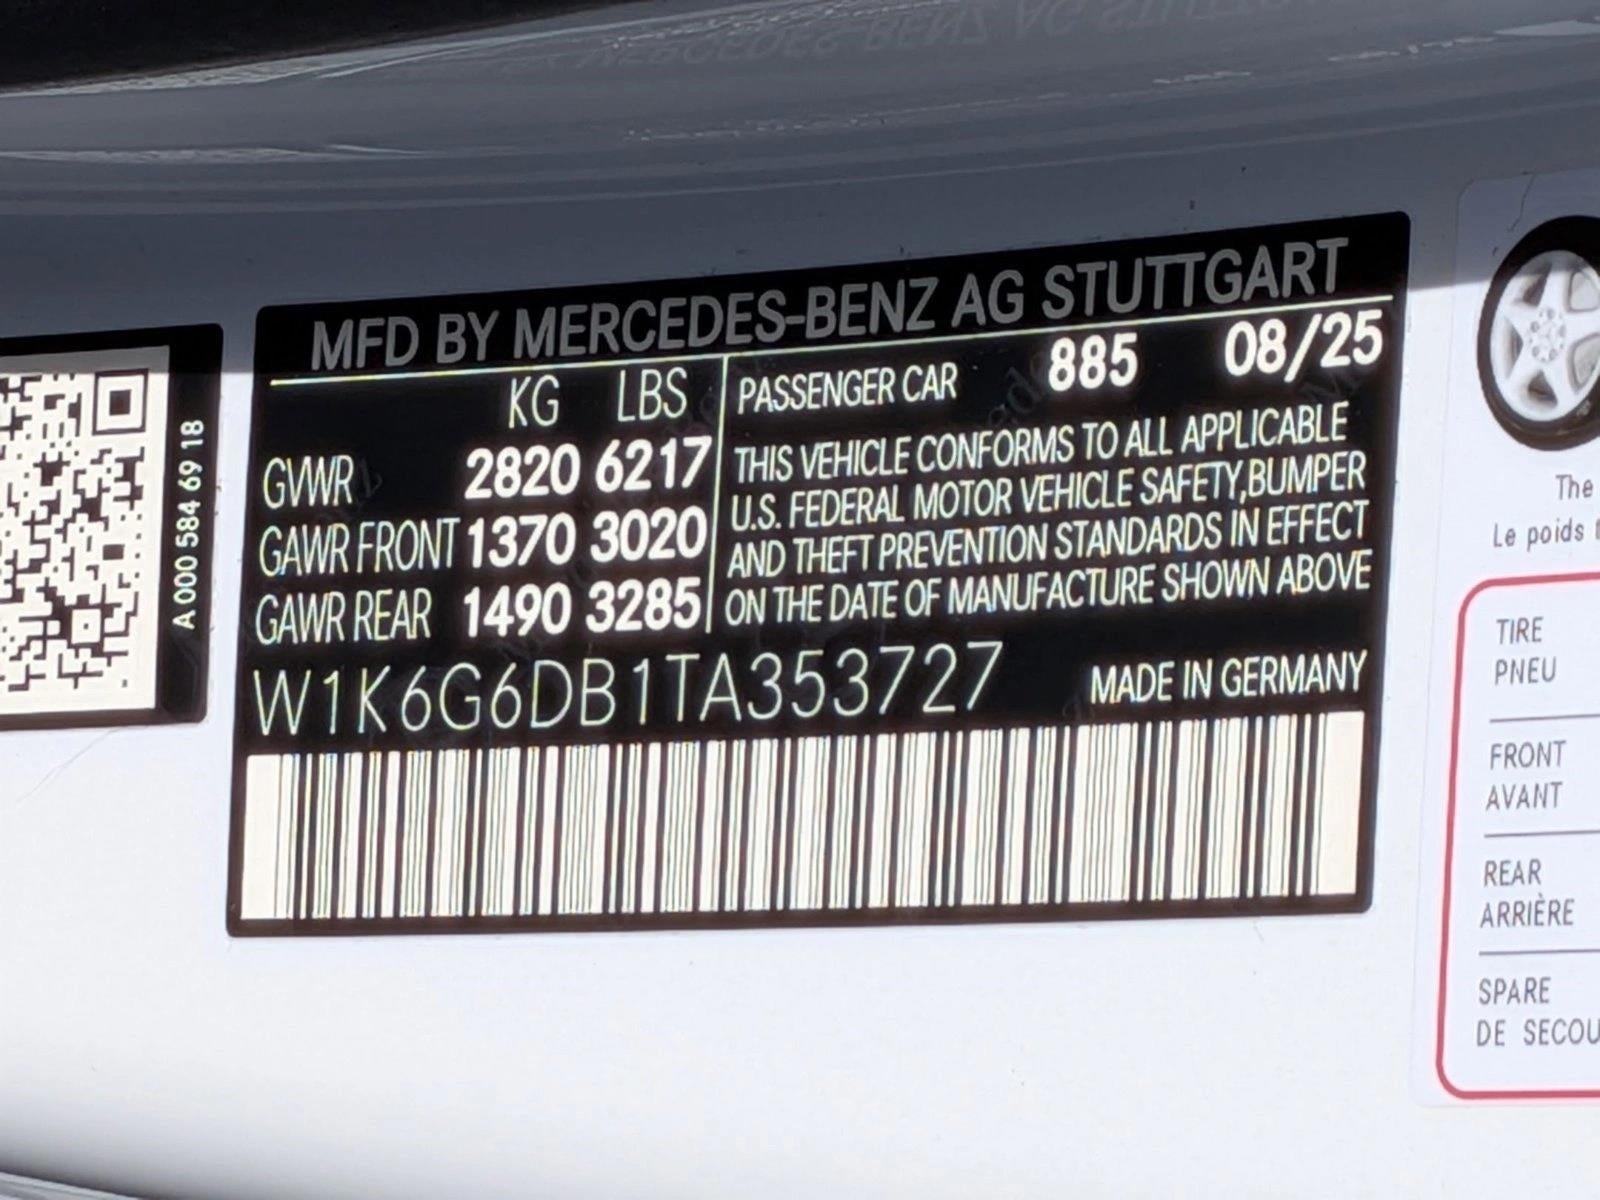 MFD BY MERCEDES-BENZ AG STUTTGART
KG LBS
GVWR 2820 6217
GAWR FRONT 1370 3020
GAWR REAR 1490 3285
PASSENGER CAR 885 08/25
THIS VEHICLE CONFORMS TO ALL APPLICABLE
U.S. FEDERAL MOTOR VEHICLE SAFETY,BUMPER
AND THEFT PREVENTION STANDARDS IN EFFECT
ON THE DATE OF MANUFACTURE SHOWN ABOVE
W1K6G6DB1TA353727
MADE IN GERMANY
A 000 584 69 18
The
Le poids
TIRE
PNEU
FRONT
AVANT
REAR
ARRIÈRE
SPARE
DE SECOU